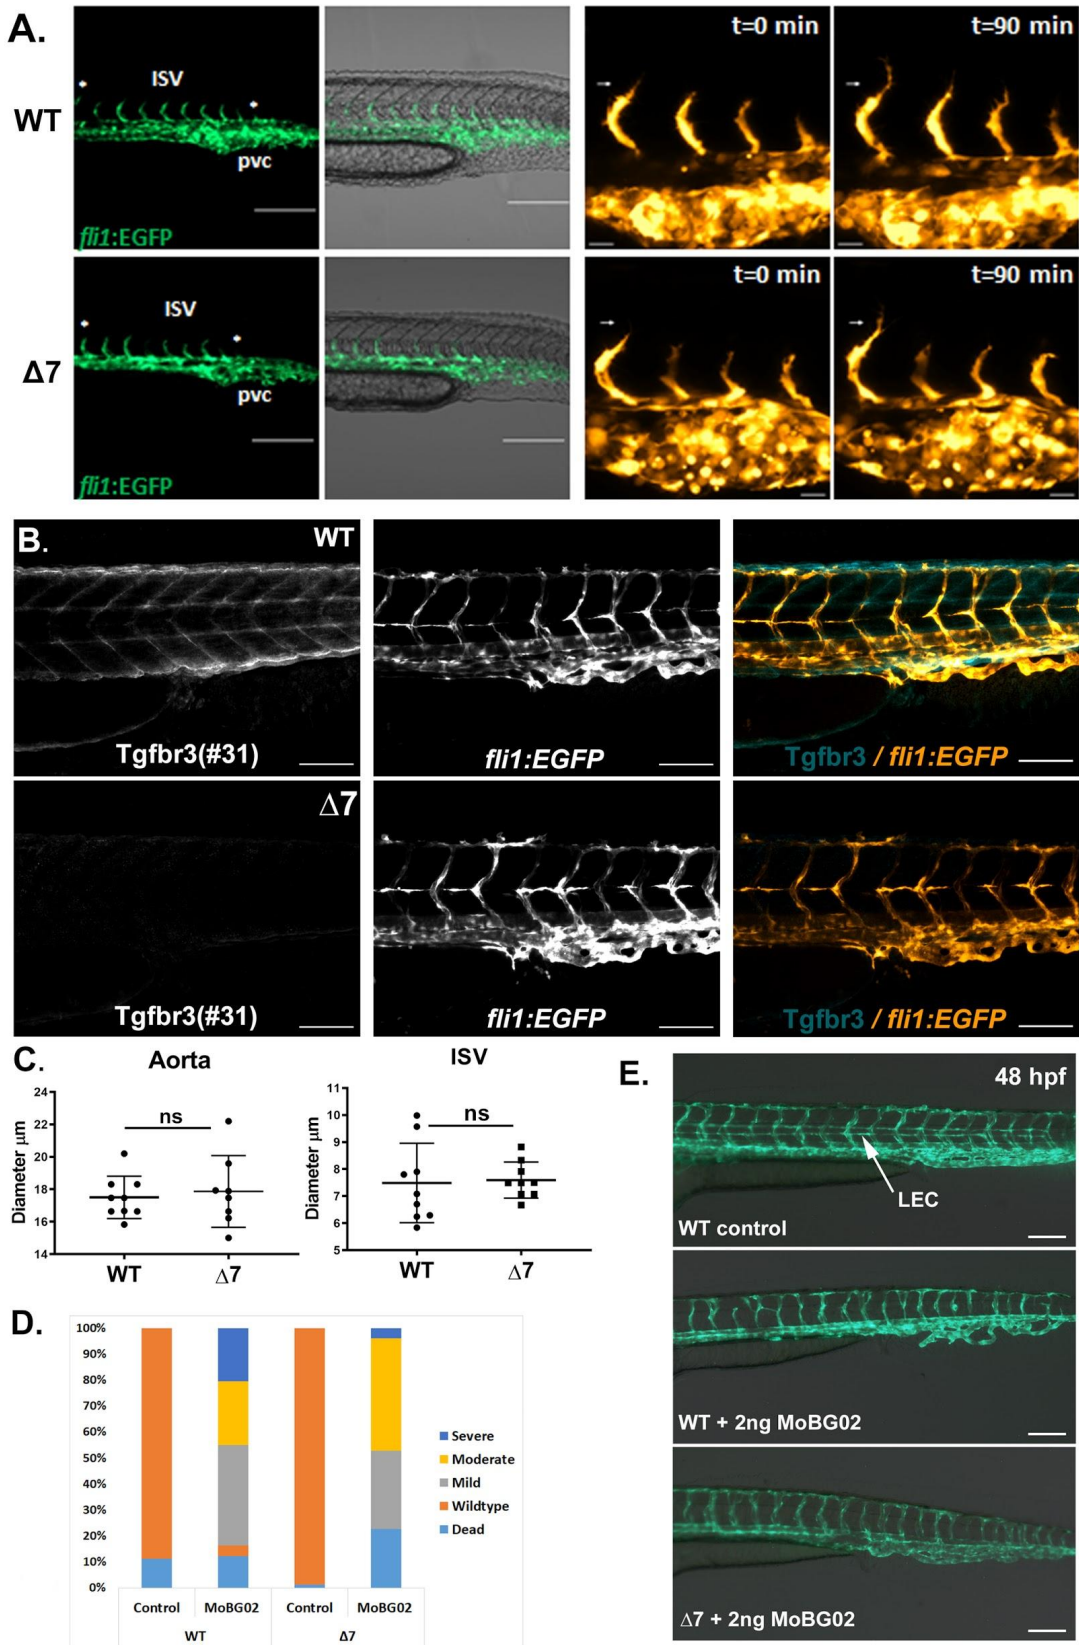 A.
WT
ISV
*
*
pvc
fli1:EGFP
t=0 min
t=90 min
Δ7
ISV
*
*
pvc
fli1:EGFP
t=0 min
t=90 min
B.
WT
Tgfbr3(#31)
fli1:EGFP
Tgfbr3 / fli1:EGFP
Δ7
Tgfbr3(#31)
fli1:EGFP
Tgfbr3 / fli1:EGFP
C.
Aorta
Diameter µm
24
22
20
18
16
14
ns
WT
Δ7
ISV
Diameter µm
11
10
9
8
7
6
5
ns
WT
Δ7
D.
100%
90%
80%
70%
60%
50%
40%
30%
20%
10%
0%
Control
MoBG02
Control
MoBG02
WT
Δ7
Severe
Moderate
Mild
Wildtype
Dead
E.
48 hpf
LEC
WT control
WT + 2ng MoBG02
Δ7 + 2ng MoBG02